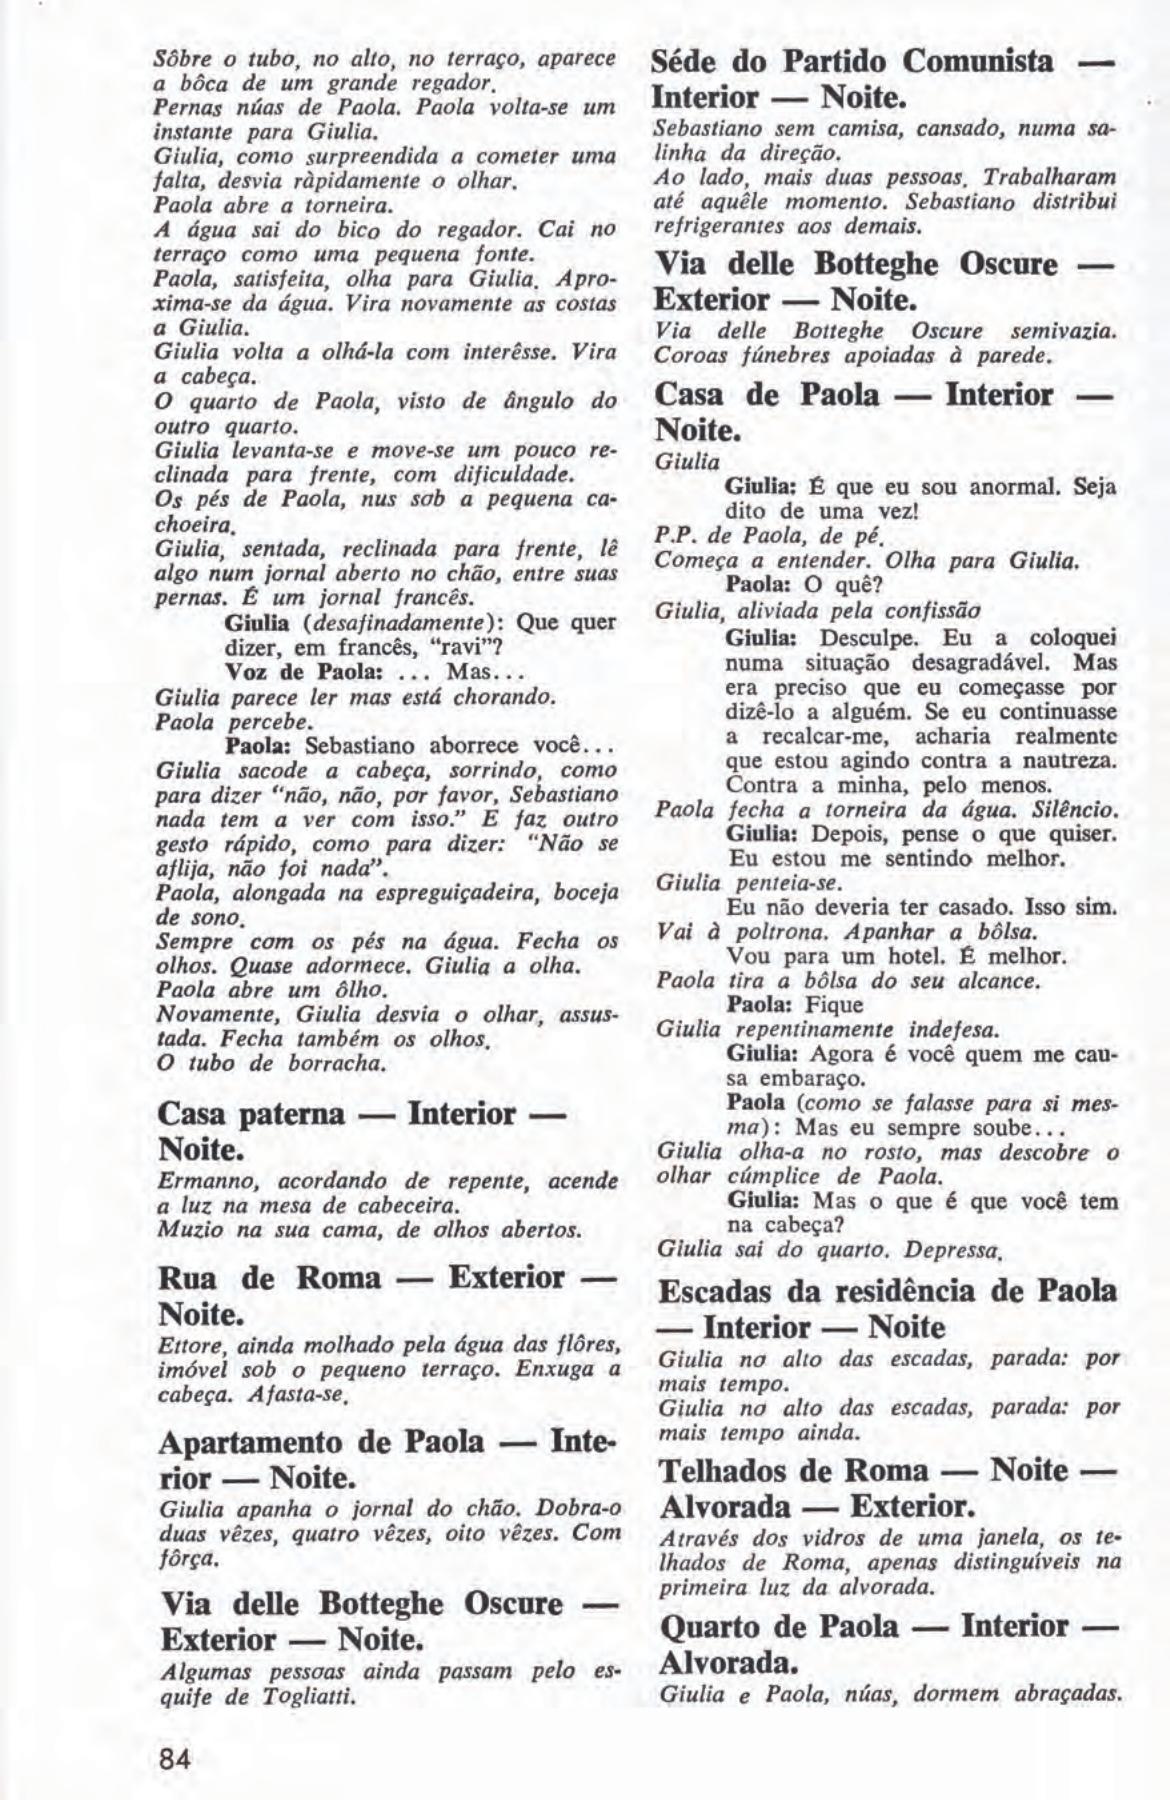 Sôbre o tubo, no alto, no terraço, aparece
a bôca de um grande regador.
Pernas núas de Paola. Paola volta-se um
instante para Giulia.
Giulia, como surpreendida a cometer uma
falta, desvia ràpidamente o olhar.
Paola abre a torneira.
A água sai do bico do regador. Cai no
terraço como uma pequena fonte.
Paola, satisfeita, olha para Giulia. Apro-
xima-se da água. Vira novamente as costas
a Giulia.
Giulia volta a olhá-la com interêsse. Vira
a cabeça.
O quarto de Paola, visto de ângulo do
outro quarto.
Giulia levanta-se e move-se um pouco re-
clinada para frente, com dificuldade.
Os pés de Paola, nus sob a pequena ca-
choeira.
Giulia, sentada, reclinada para frente, lê
algo num jornal aberto no chão, entre suas
pernas. É um jornal francês.
Giulia (desafinadamente): Que quer
dizer, em francês, "ravi"?
Voz de Paola: ... Mas...
Giulia parece ler mas está chorando.
Paola percebe.
Paola: Sebastiano aborrece você...
Giulia sacode a cabeça, sorrindo, como
para dizer "não, não, por favor, Sebastiano
nada tem a ver com isso." E faz outro
gesto rápido, como para dizer: "Não se
aflija, não foi nada".
Paola, alongada na espreguiçadeira, boceja
de sono.
Sempre com os pés na água. Fecha os
olhos. Quase adormece. Giulia a olha.
Paola abre um ôlho.
Novamente, Giulia desvia o olhar, assus-
tada. Fecha também os olhos.
O tubo de borracha.
Casa paterna — Interior —
Noite.
Ermanno, acordando de repente, acende
a luz na mesa de cabeceira.
Muzio na sua cama, de olhos abertos.
Rua de Roma — Exterior —
Noite.
Ettore, ainda molhado pela água das flôres,
imóvel sob o pequeno terraço. Enxuga a
cabeça. Afasta-se.
Apartamento de Paola — Inte-
rior — Noite.
Giulia apanha o jornal do chão. Dobra-o
duas vêzes, quatro vêzes, oito vêzes. Com
fôrça.
Via delle Botteghe Oscure —
Exterior — Noite.
Algumas pessoas ainda passam pelo es-
quife de Togliatti.
84
Séde do Partido Comunista —
Interior — Noite.
Sebastiano sem camisa, cansado, numa sa-
linha da direção.
Ao lado, mais duas pessoas. Trabalharam
até aquêle momento. Sebastiano distribui
refrigerantes aos demais.
Via delle Botteghe Oscure —
Exterior — Noite.
Via delle Botteghe Oscure semivazia.
Coroas fúnebres apoiadas à parede.
Casa de Paola — Interior —
Noite.
Giulia
Giulia: É que eu sou anormal. Seja
dito de uma vez!
P.P. de Paola, de pé.
Começa a entender. Olha para Giulia.
Paola: O quê?
Giulia, aliviada pela confissão
Giulia: Desculpe. Eu a coloquei
numa situação desagradável. Mas
era preciso que eu começasse por
dizê-lo a alguém. Se eu continuasse
a recalcar-me, acharia realmente
que estou agindo contra a nautreza.
Contra a minha, pelo menos.
Paola fecha a torneira da água. Silêncio.
Giulia: Depois, pense o que quiser.
Eu estou me sentindo melhor.
Giulia penteia-se.
Eu não deveria ter casado. Isso sim.
Vai à poltrona. Apanhar a bôlsa.
Vou para um hotel. É melhor.
Paola tira a bôlsa do seu alcance.
Paola: Fique
Giulia repentinamente indefesa.
Giulia: Agora é você quem me cau-
sa embaraço.
Paola (como se falasse para si mes-
ma): Mas eu sempre soube...
Giulia olha-a no rosto, mas descobre o
olhar cúmplice de Paola.
Giulia: Mas o que é que você tem
na cabeça?
Giulia sai do quarto. Depressa.
Escadas da residência de Paola
— Interior — Noite
Giulia no alto das escadas, parada: por
mais tempo.
Giulia no alto das escadas, parada: por
mais tempo ainda.
Telhados de Roma — Noite —
Alvorada — Exterior.
Através dos vidros de uma janela, os te-
lhados de Roma, apenas distinguíveis na
primeira luz da alvorada.
Quarto de Paola — Interior —
Alvorada.
Giulia e Paola, núas, dormem abraçadas.